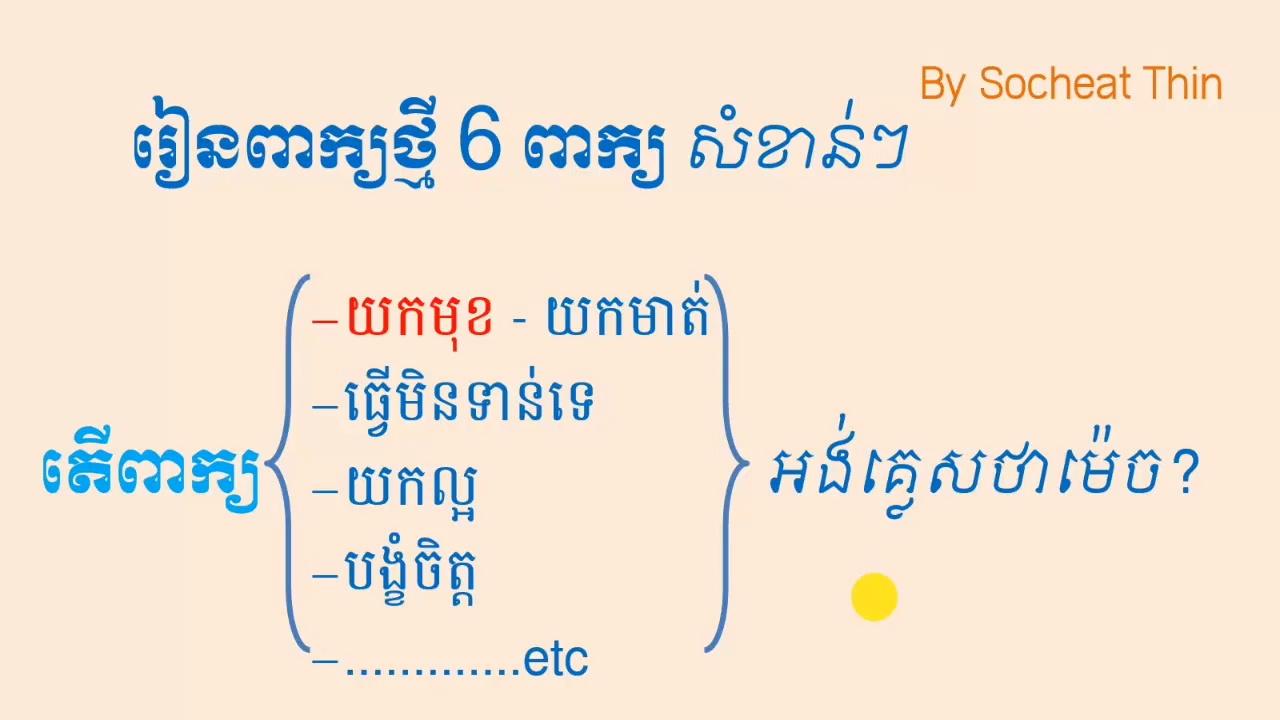 By Socheat Thin
រៀនពាក្យថ្មី 6 ពាក្យ សំខាន់ៗ
–យកមុខ - យកមាត់
–ធ្វើមិនទាន់ទេ
តើពាក្យ
–យកល្អ
អង់គ្លេសថាម៉េច?
–បង្ខំចិត្ត
–.............etc